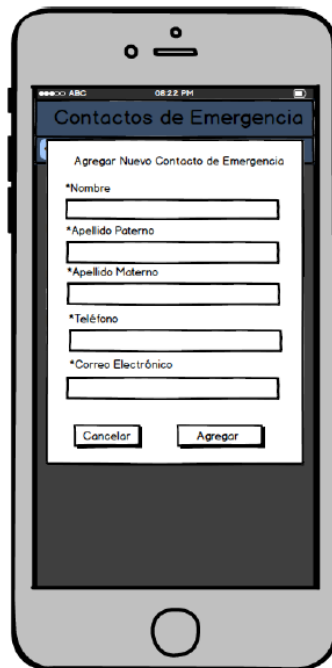 ABC 08:22 PM
Contactos de Emergencia
Agregar Nuevo Contacto de Emergencia
*Nombre
*Apellido Paterno
*Apellido Materno
*Teléfono
*Correo Electrónico
Cancelar Agregar